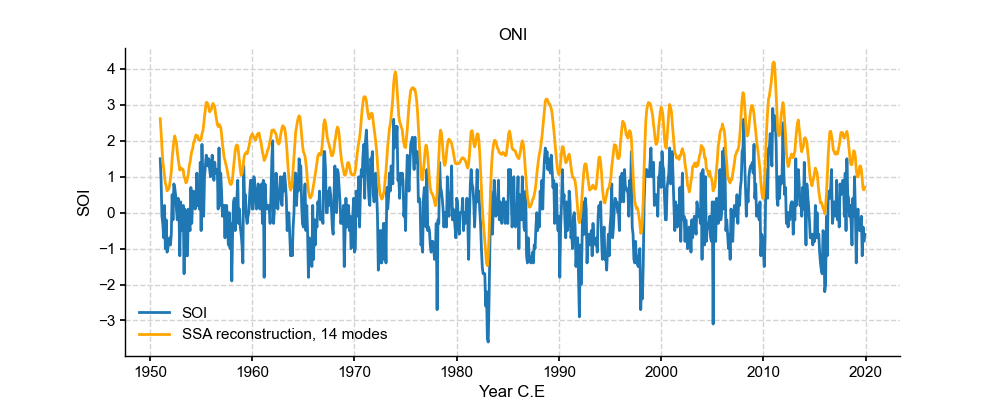 ONI
SOI
4
3
2
1
0
−1
−2
−3
SOI
SSA reconstruction, 14 modes
1950 1960 1970 1980 1990 2000 2010 2020
Year C.E